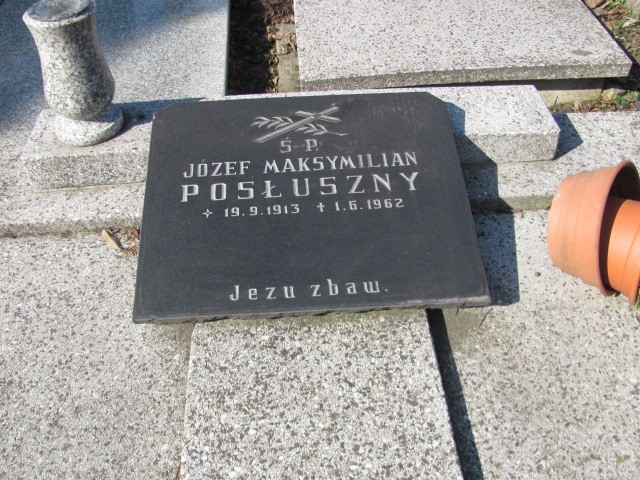 Ś. P.
JÓZEF MAKSYMILIAN
POSŁUSZNY
✧ 19.9.1913 ✝ 1.6.1962
Jezu zbaw.